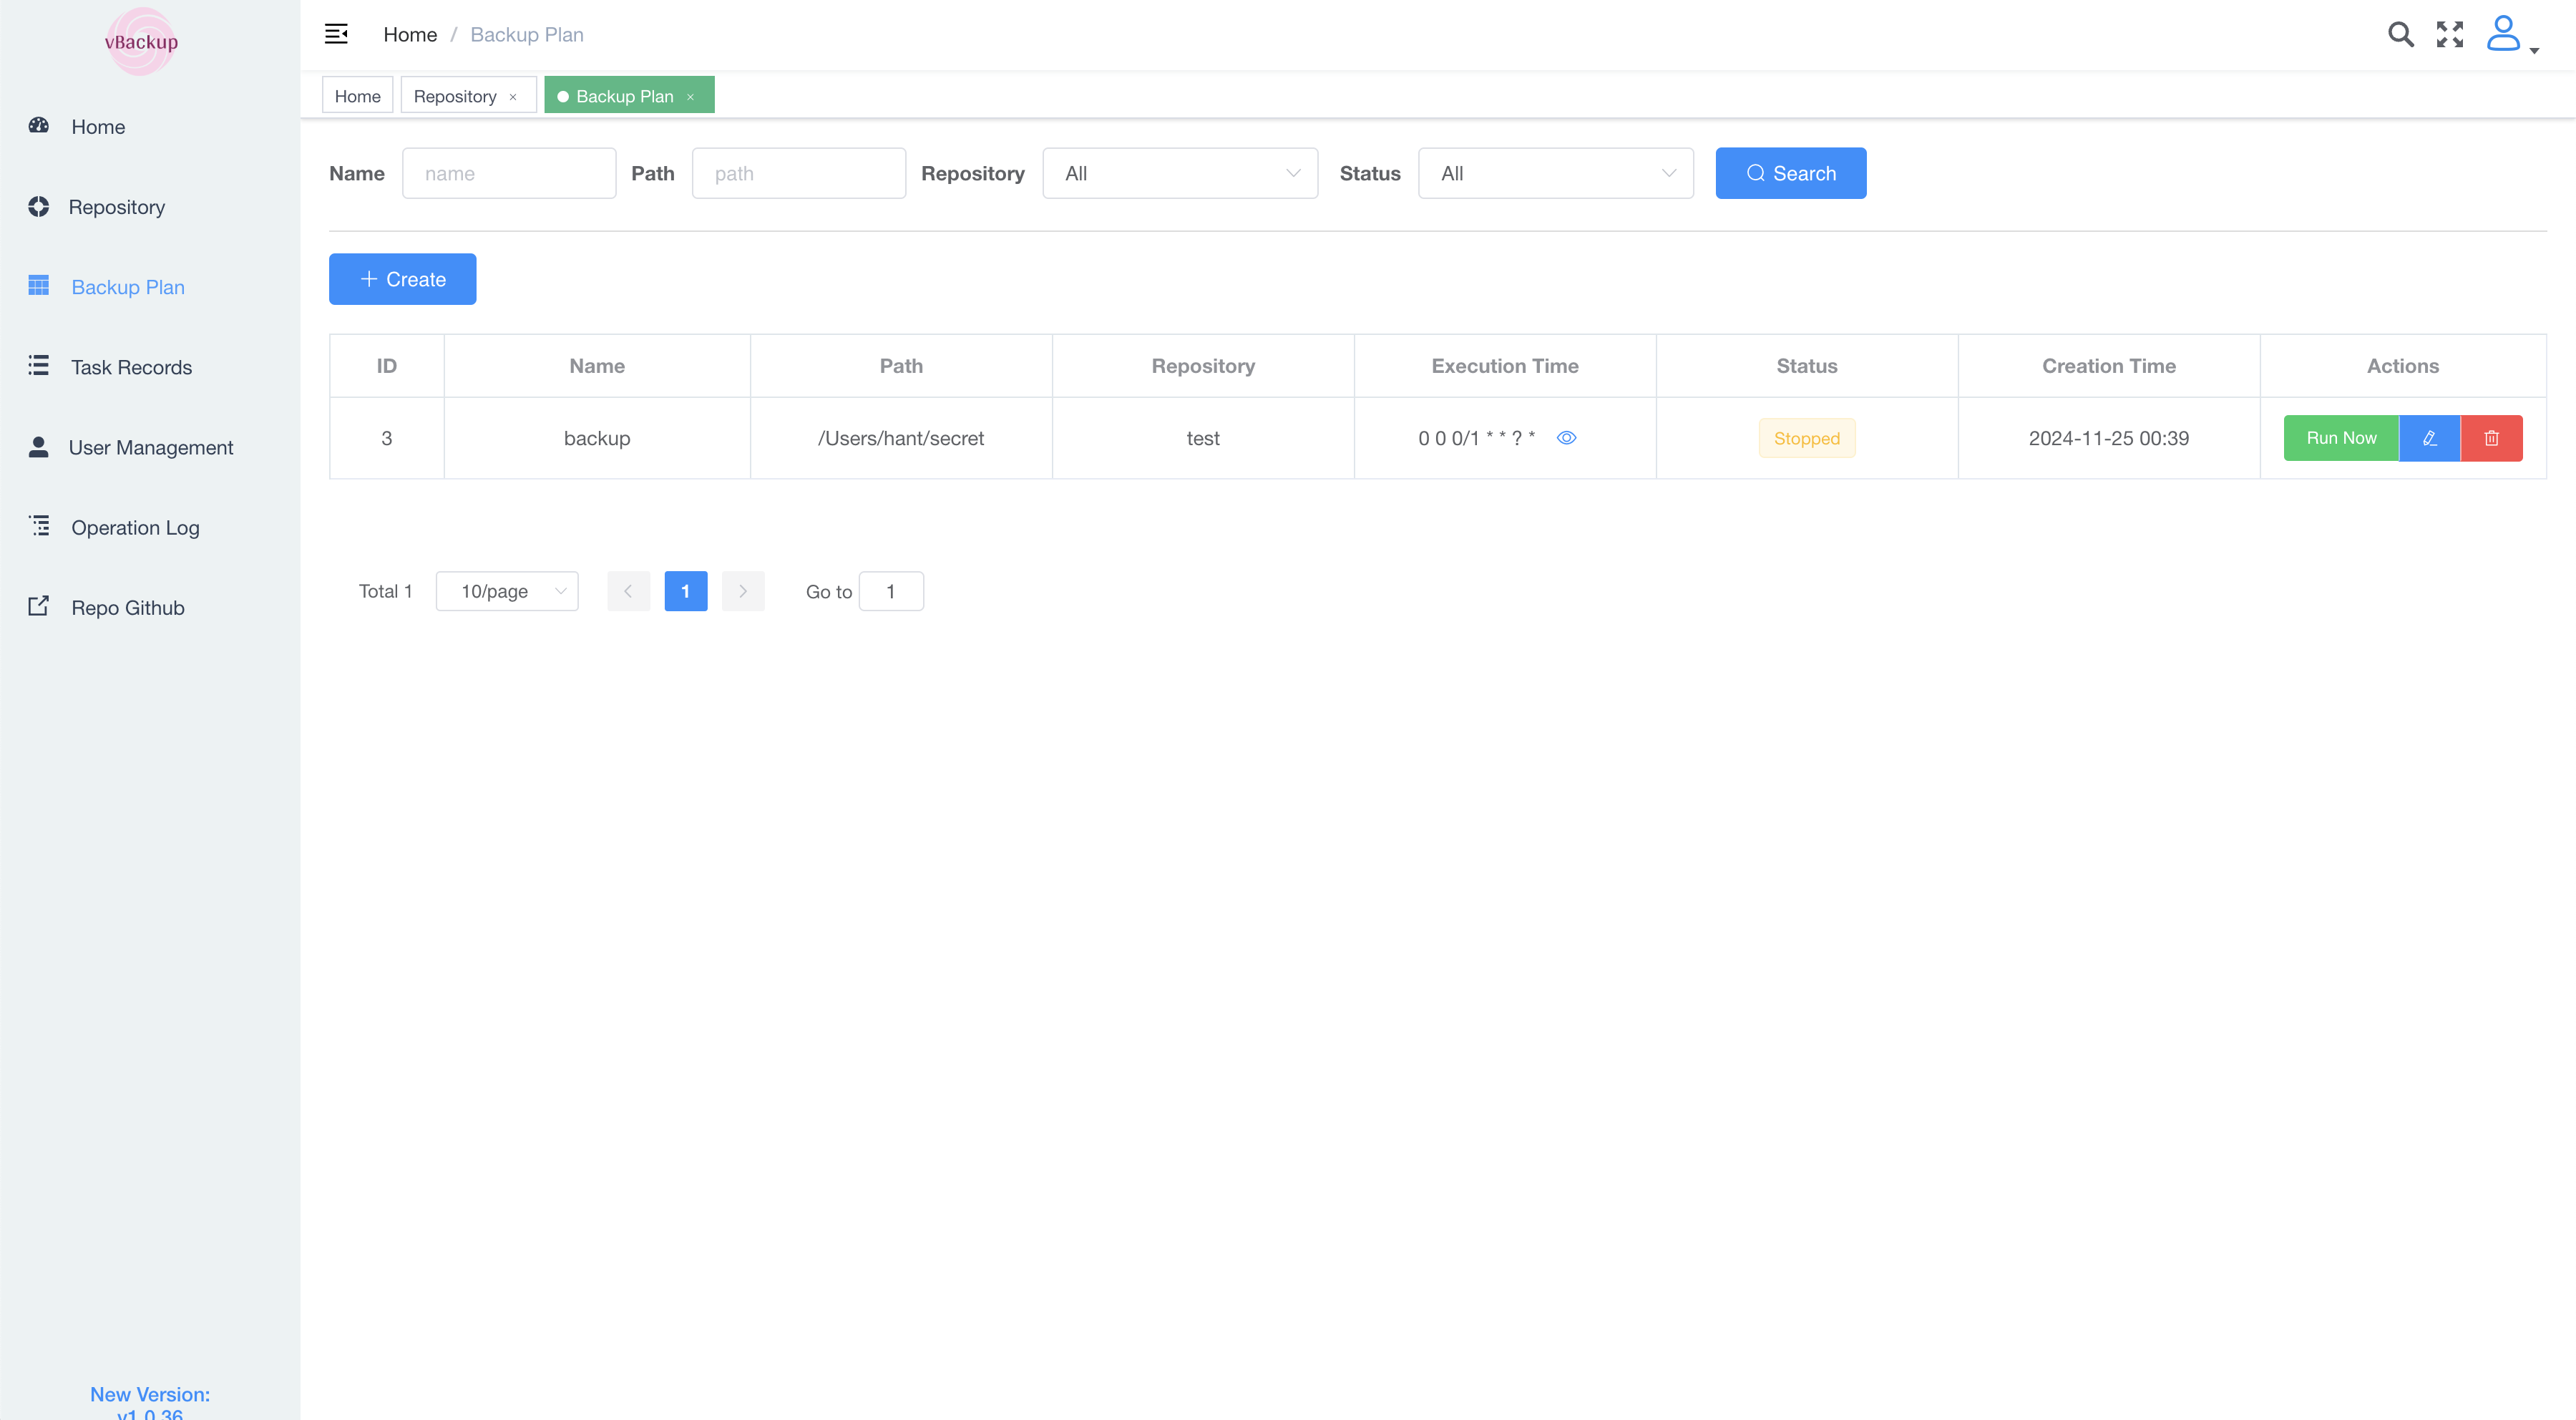 vBackup
Home / Backup Plan
Home Repository × Backup Plan ×
Home
Repository
Backup Plan
Task Records
User Management
Operation Log
Repo Github
New Version:
v1.0.36
Name name Path path Repository All Status All Search
+ Create
ID Name Path Repository Execution Time Status Creation Time Actions
3 backup /Users/hant/secret test 0 0 0/1 * * ? * Stopped 2024-11-25 00:39 Run Now
Total 1 10/page < 1 > Go to 1